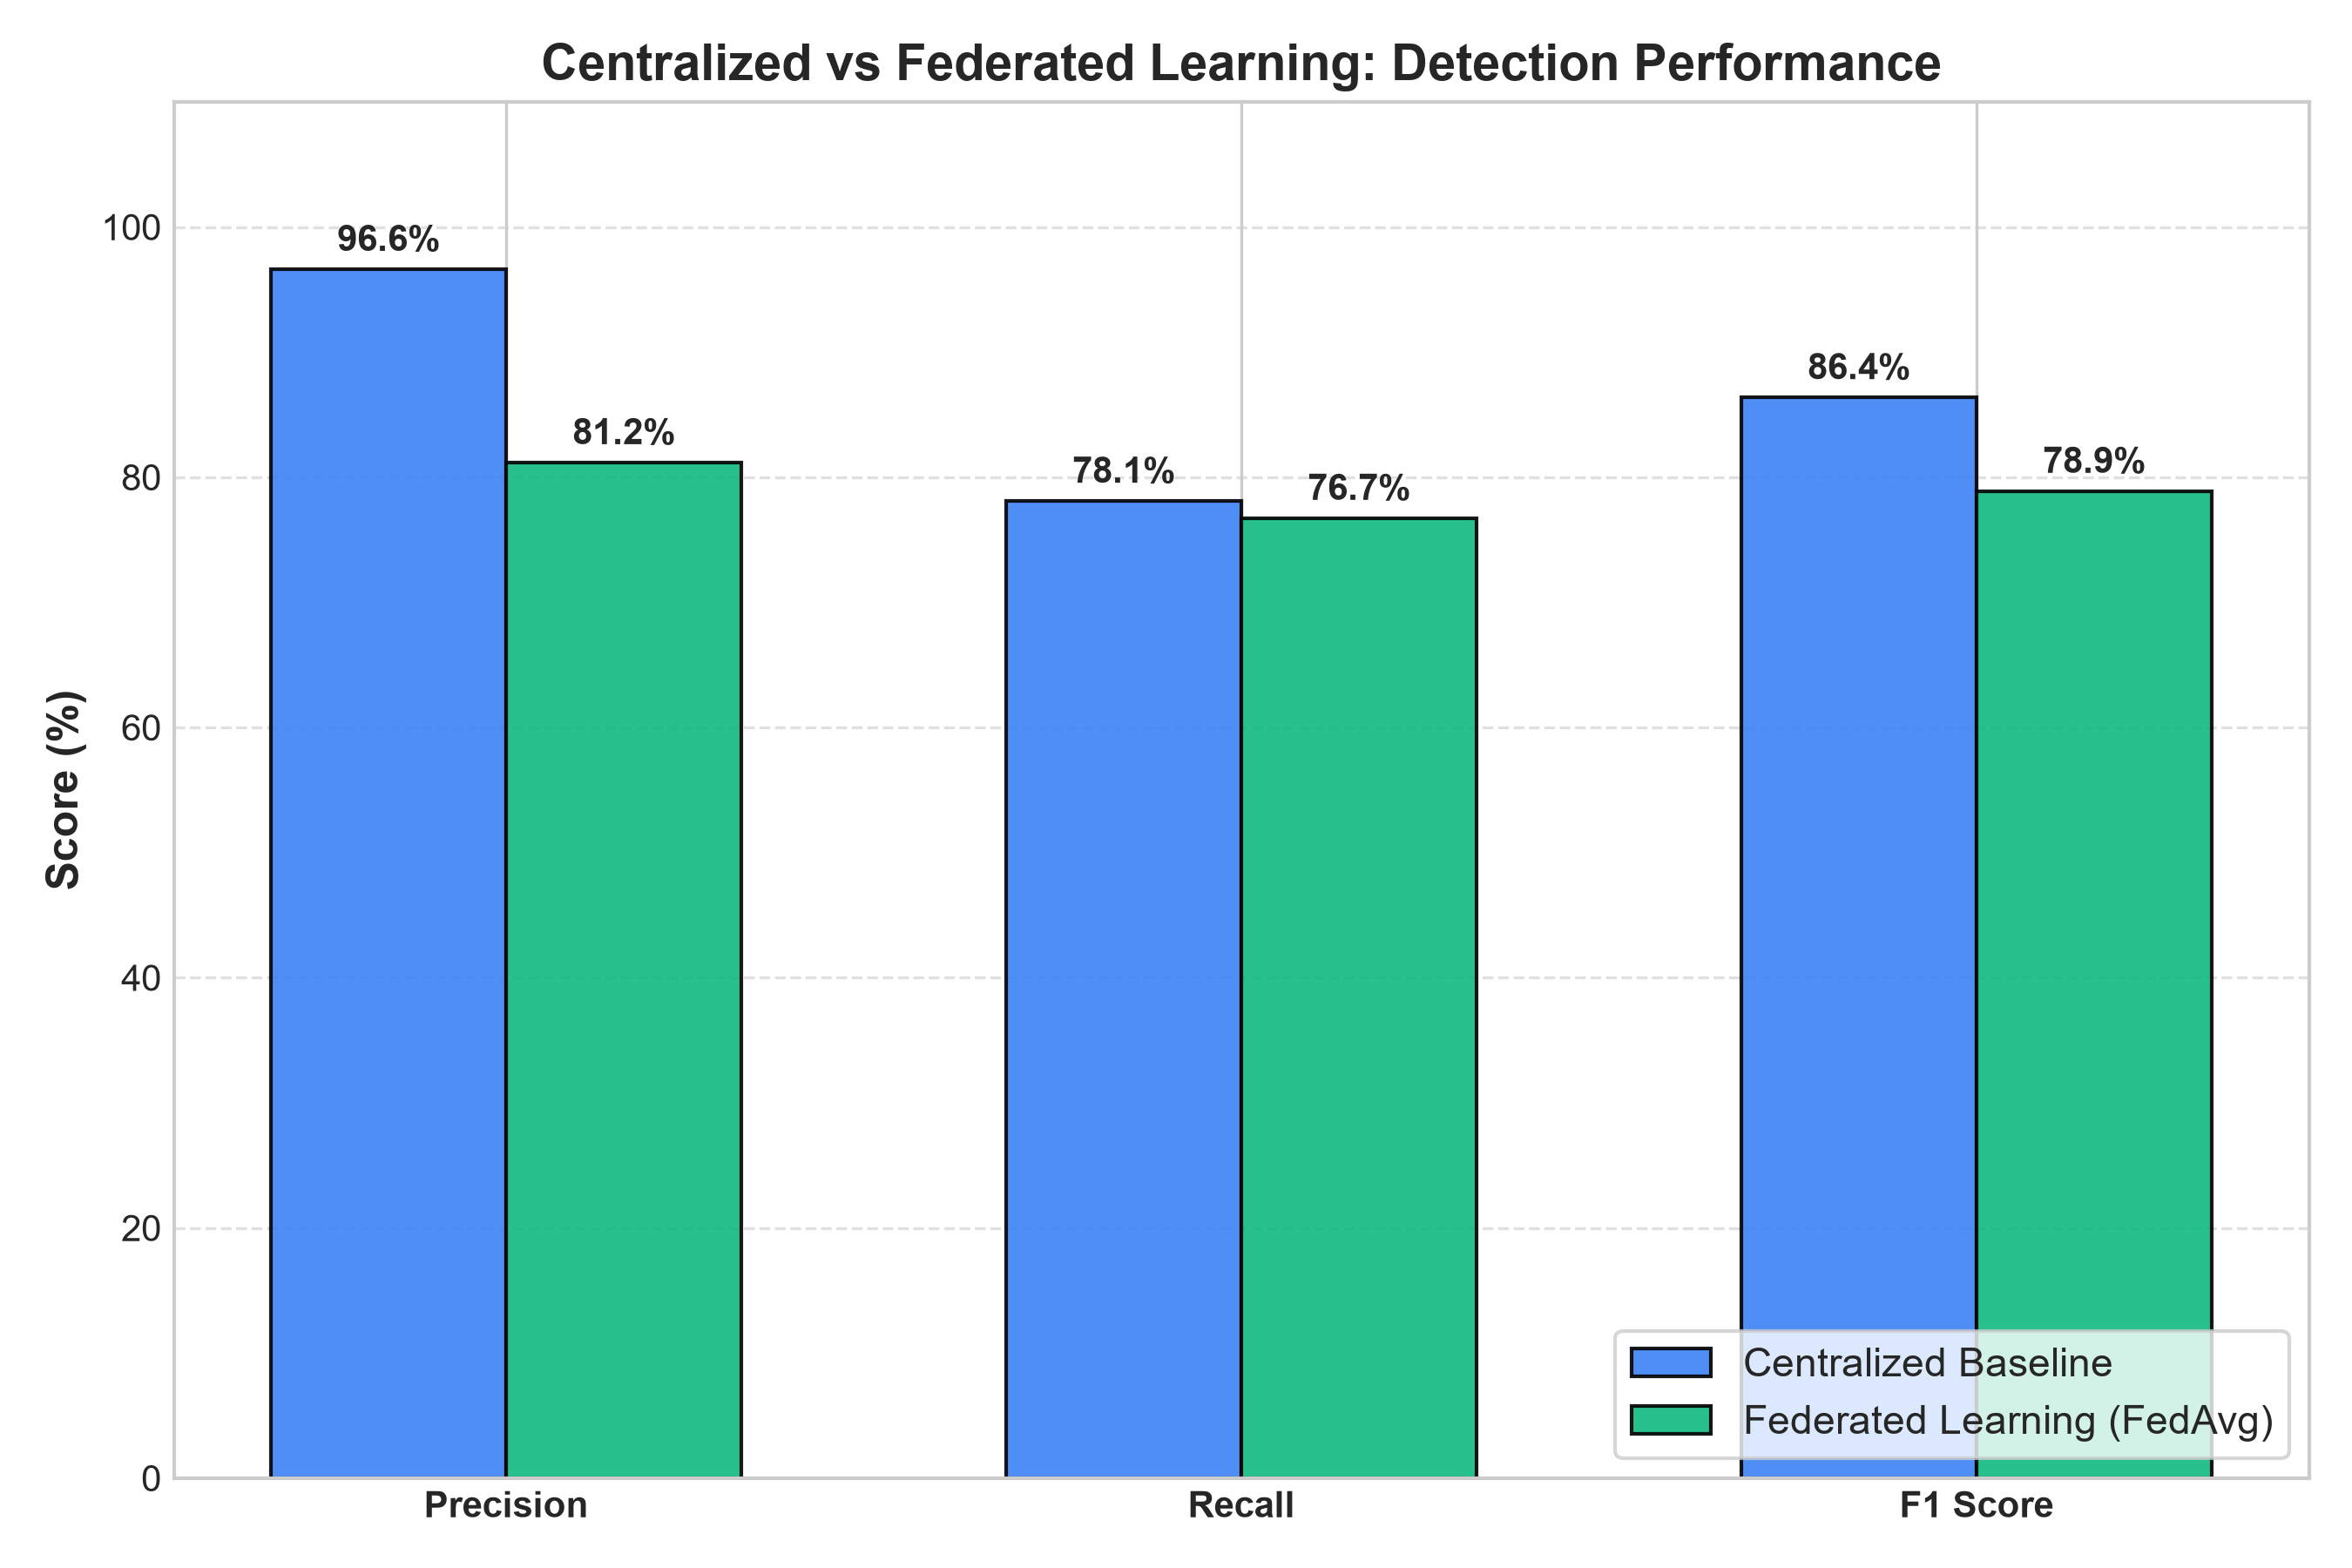 Centralized vs Federated Learning: Detection Performance
Score (%)
100
80
60
40
20
0
96.6%
81.2%
78.1%
76.7%
86.4%
78.9%
Precision
Recall
F1 Score
Centralized Baseline
Federated Learning (FedAvg)